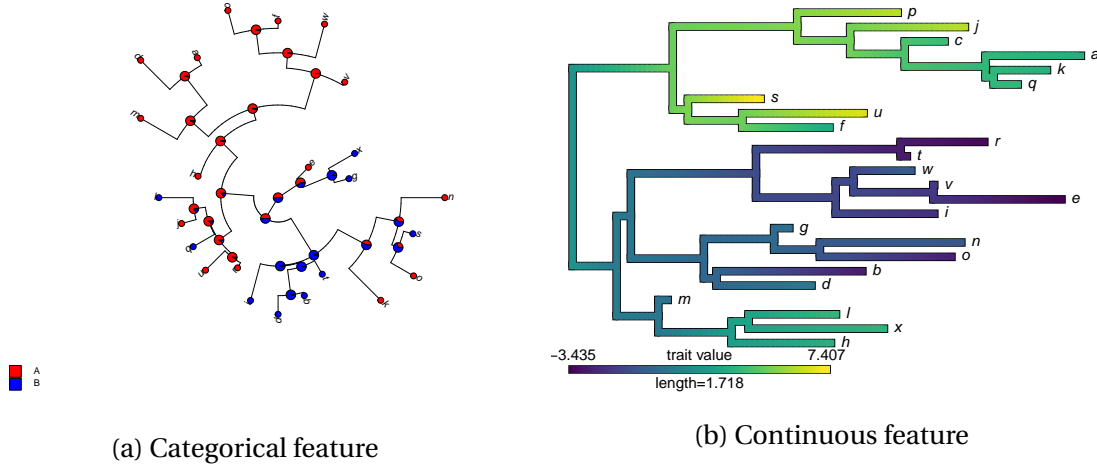 w
v
m
h
e
x
g
n
s
o
t
k
u
A
B
(a) Categorical feature
p
j
c
a
k
q
s
u
f
r
t
w
v
e
i
g
n
o
b
d
m
l
x
h
−3.435 trait value 7.407
length=1.718
(b) Continuous feature